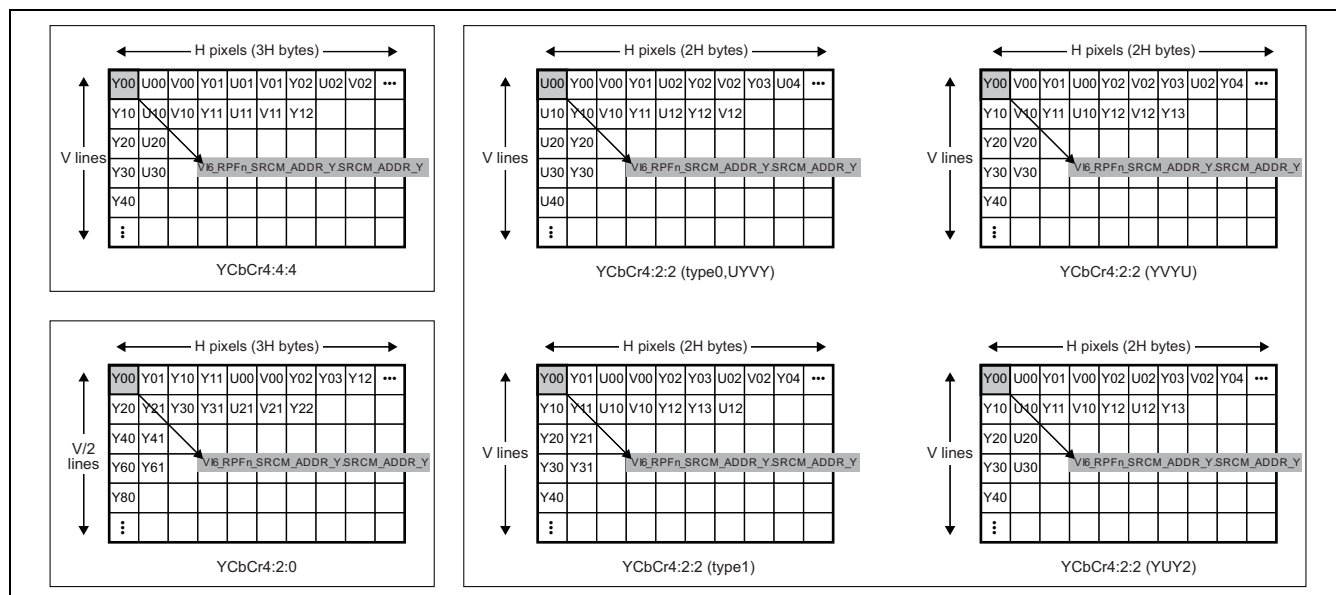 H pixels (3H bytes)
V lines
Y00 U00 V00 Y01 U01 V01 Y02 U02 V02 •••
Y10 U10 V10 Y11 U11 V11 Y12
Y20 U20
VI6_RPFn_SRCM_ADDR_Y.SRCM_ADDR_Y
Y30 U30
Y40
⋮
YCbCr4:4:4
H pixels (2H bytes)
V lines
U00 Y00 V00 Y01 U02 Y02 V02 Y03 U04 •••
U10 Y10 V10 Y11 U12 Y12 V12
U20 Y20
VI6_RPFn_SRCM_ADDR_Y.SRCM_ADDR_Y
U30 Y30
U40
⋮
YCbCr4:2:2 (type0,UYVY)
H pixels (2H bytes)
V lines
Y00 V00 Y01 U00 Y02 V02 Y03 U02 Y04 •••
Y10 V10 Y11 U10 Y12 V12 Y13
Y20 V20
VI6_RPFn_SRCM_ADDR_Y.SRCM_ADDR_Y
Y30 V30
Y40
⋮
YCbCr4:2:2 (YVYU)
H pixels (3H bytes)
V/2
lines
Y00 Y01 Y10 Y11 U00 V00 Y02 Y03 Y12 •••
Y20 Y21 Y30 Y31 U21 V21 Y22
Y40 Y41
VI6_RPFn_SRCM_ADDR_Y.SRCM_ADDR_Y
Y60 Y61
Y80
⋮
YCbCr4:2:0
H pixels (2H bytes)
V lines
Y00 Y01 U00 V00 Y02 Y03 U02 V02 Y04 •••
Y10 Y11 U10 V10 Y12 Y13 U12
Y20 Y21
VI6_RPFn_SRCM_ADDR_Y.SRCM_ADDR_Y
Y30 Y31
Y40
⋮
YCbCr4:2:2 (type1)
H pixels (2H bytes)
V lines
Y00 U00 Y01 V00 Y02 U02 Y03 V02 Y04 •••
Y10 U10 Y11 V10 Y12 U12 Y13
Y20 U20
VI6_RPFn_SRCM_ADDR_Y.SRCM_ADDR_Y
Y30 U30
Y40
⋮
YCbCr4:2:2 (YUY2)